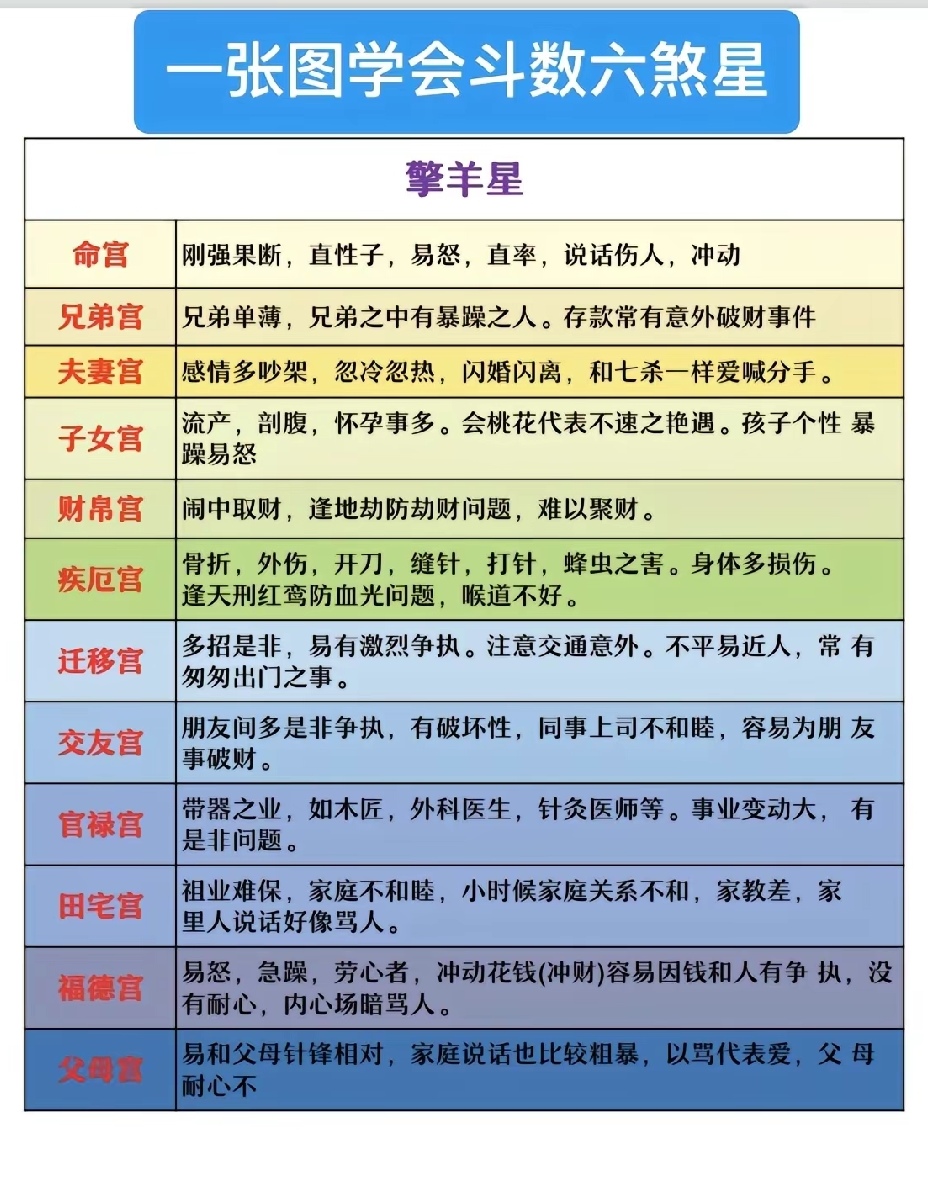 一张图学会斗数六煞星
擎羊星
命宫
刚强果断，直性子，易怒，直率，说话伤人，冲动
兄弟宫
兄弟单薄，兄弟之中有暴躁之人。存款常有意外破财事件
夫妻宫
感情多吵架，忽冷忽热，闪婚闪离，和七杀一样爱喊分手。
子女宫
流产，剖腹，怀孕事多。会桃花代表不速之艳遇。孩子个性 暴
躁易怒
财帛宫
闹中取财，逢地劫防劫财问题，难以聚财。
疾厄宫
骨折，外伤，开刀，缝针，打针，蜂虫之害。身体多损伤。
逢天刑红鸾防血光问题，喉道不好。
迁移宫
多招是非，易有激烈争执。注意交通意外。不平易近人，常 有
匆匆出门之事。
交友宫
朋友间多是非争执，有破坏性，同事上司不和睦，容易为朋 友
事破财。
官禄宫
带器之业，如木匠，外科医生，针灸医师等。事业变动大， 有
是非问题。
田宅宫
祖业难保，家庭不和睦，小时候家庭关系不和，家教差，家
里人说话好像骂人。
福德宫
易怒，急躁，劳心者，冲动花钱(冲财)容易因钱和人有争 执，没
有耐心，内心场暗骂人。
父母宫
易和父母针锋相对，家庭说话也比较粗暴，以骂代表爱，父 母
耐心不